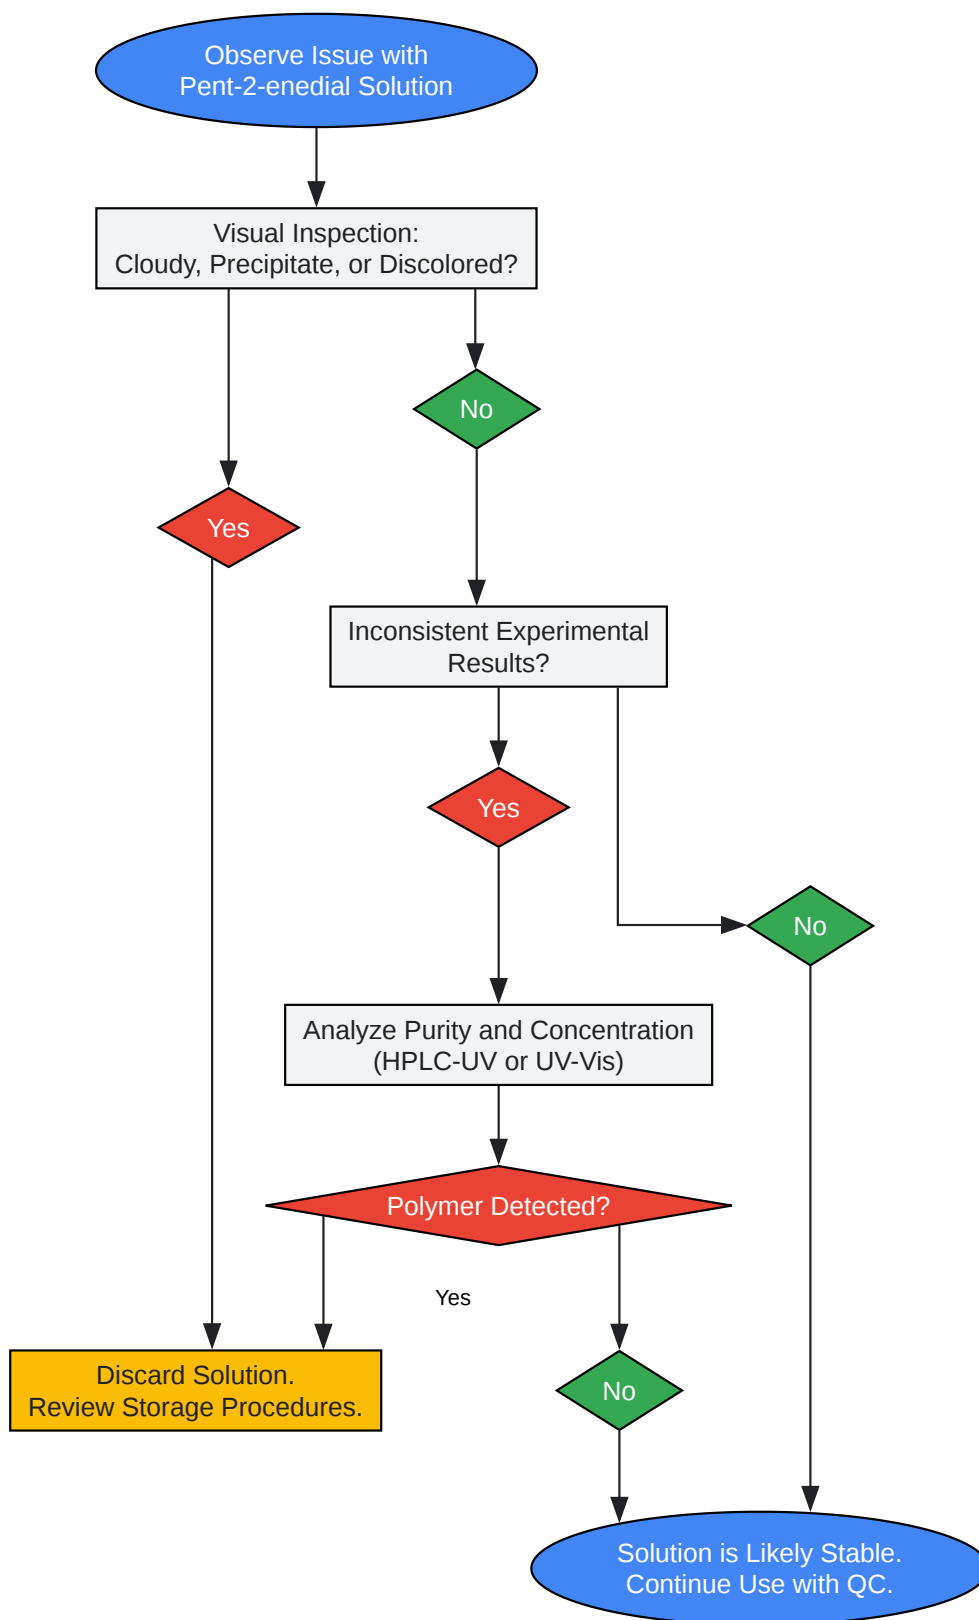 Observe Issue with
Pent-2-enedial Solution
Visual Inspection:
Cloudy, Precipitate, or Discolored?
No
Yes
Inconsistent Experimental
Results?
Yes
No
Analyze Purity and Concentration
(HPLC-UV or UV-Vis)
Polymer Detected?
Yes
Discard Solution.
Review Storage Procedures.
No
Solution is Likely Stable.
Continue Use with QC.